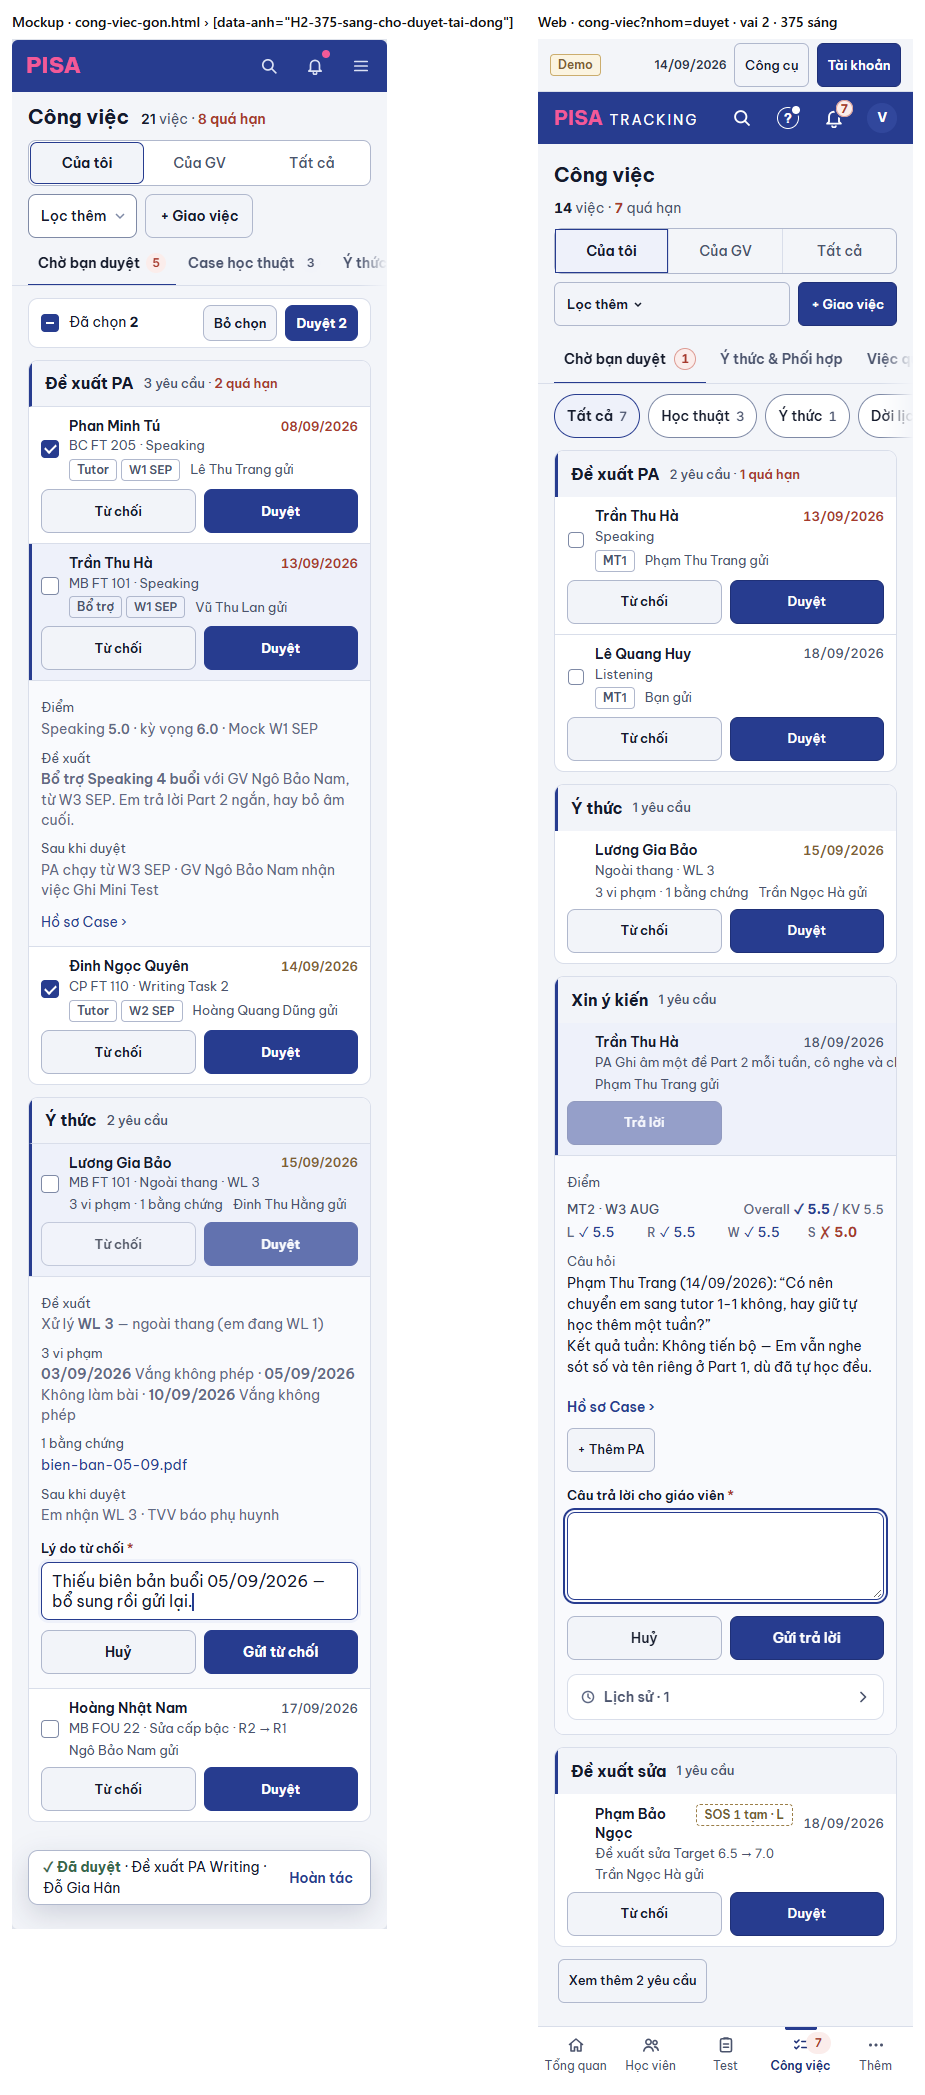 Mockup · cong-viec-gon.html › [data-anh="H2-375-sang-cho-duyet-tai-dong"]
PISA
Công việc 21 việc · 8 quá hạn
Của tôi Của GV Tất cả
Lọc thêm + Giao việc
Chờ bạn duyệt 5 Case học thuật 3 Ý thức
Đã chọn 2 Bỏ chọn Duyệt 2
Đề xuất PA 3 yêu cầu · 2 quá hạn
Phan Minh Tú 08/09/2026
BC FT 205 · Speaking
Tutor W1 SEP Lê Thu Trang gửi
Từ chối Duyệt
Trần Thu Hà 13/09/2026
MB FT 101 · Speaking
Bổ trợ W1 SEP Vũ Thu Lan gửi
Từ chối Duyệt
Điểm
Speaking 5.0 · kỳ vọng 6.0 · Mock W1 SEP
Đề xuất
Bổ trợ Speaking 4 buổi với GV Ngô Bảo Nam,
từ W3 SEP. Em trả lời Part 2 ngắn, hay bỏ âm
cuối.
Sau khi duyệt
PA chạy từ W3 SEP · GV Ngô Bảo Nam nhận
việc Ghi Mini Test
Hồ sơ Case ›
Đinh Ngọc Quyên 14/09/2026
CP FT 110 · Writing Task 2
Tutor W2 SEP Hoàng Quang Dũng gửi
Từ chối Duyệt
Ý thức 2 yêu cầu
Lương Gia Bảo 15/09/2026
MB FT 101 · Ngoài thang · WL 3
3 vi phạm · 1 bằng chứng Đinh Thu Hằng gửi
Từ chối Duyệt
Đề xuất
Xử lý WL 3 — ngoài thang (em đang WL 1)
3 vi phạm
03/09/2026 Vắng không phép · 05/09/2026
Không làm bài · 10/09/2026 Vắng không
phép
1 bằng chứng
bien-ban-05-09.pdf
Sau khi duyệt
Em nhận WL 3 · TVV báo phụ huynh
Lý do từ chối *
Thiếu biên bản buổi 05/09/2026 —
bổ sung rồi gửi lại.
Huỷ Gửi từ chối
Hoàng Nhật Nam 17/09/2026
MB FOU 22 · Sửa cấp bậc · R2 → R1
Ngô Bảo Nam gửi
Từ chối Duyệt
✓ Đã duyệt · Đề xuất PA Writing ·
Đỗ Gia Hân
Hoàn tác
Web · cong-viec?nhom=duyet · vai 2 · 375 sáng
Demo 14/09/2026 Công cụ Tài khoản
PISA TRACKING ? 7 V
Công việc
14 việc · 7 quá hạn
Của tôi Của GV Tất cả
Lọc thêm + Giao việc
Chờ bạn duyệt 1 Ý thức & Phối hợp Việc
Tất cả 7 Học thuật 3 Ý thức 1 Dời
Đề xuất PA 2 yêu cầu · 1 quá hạn
Trần Thu Hà 13/09/2026
Speaking
MT1 Phạm Thu Trang gửi
Từ chối Duyệt
Lê Quang Huy 18/09/2026
Listening
MT1 Bạn gửi
Từ chối Duyệt
Ý thức 1 yêu cầu
Lương Gia Bảo 15/09/2026
Ngoài thang · WL 3
3 vi phạm · 1 bằng chứng Trần Ngọc Hà gửi
Từ chối Duyệt
Xin ý kiến 1 yêu cầu
Trần Thu Hà 18/09/2026
PA Ghi âm một đề Part 2 mỗi tuần, cô nghe và
Phạm Thu Trang gửi
Trả lời
Điểm
MT2 · W3 AUG Overall ✓ 5.5 / KV 5.5
L ✓ 5.5 R ✓ 5.5 W ✓ 5.5 S ✗ 5.0
Câu hỏi
Phạm Thu Trang (14/09/2026): “Có nên
chuyển em sang tutor 1-1 không, hay giữ tự
học thêm một tuần?”
Kết quả tuần: Không tiến bộ — Em vẫn nghe
sót số và tên riêng ở Part 1, dù đã tự học đều.
Hồ sơ Case ›
+ Thêm PA
Câu trả lời cho giáo viên *
Huỷ Gửi trả lời
Lịch sử · 1
Đề xuất sửa 1 yêu cầu
Phạm Bảo Ngọc SOS 1 tạm · L 18/09/2026
Đề xuất sửa Target 6.5 → 7.0
Trần Ngọc Hà gửi
Từ chối Duyệt
Xem thêm 2 yêu cầu
7
Tổng quan Học viên Test Công việc Thêm